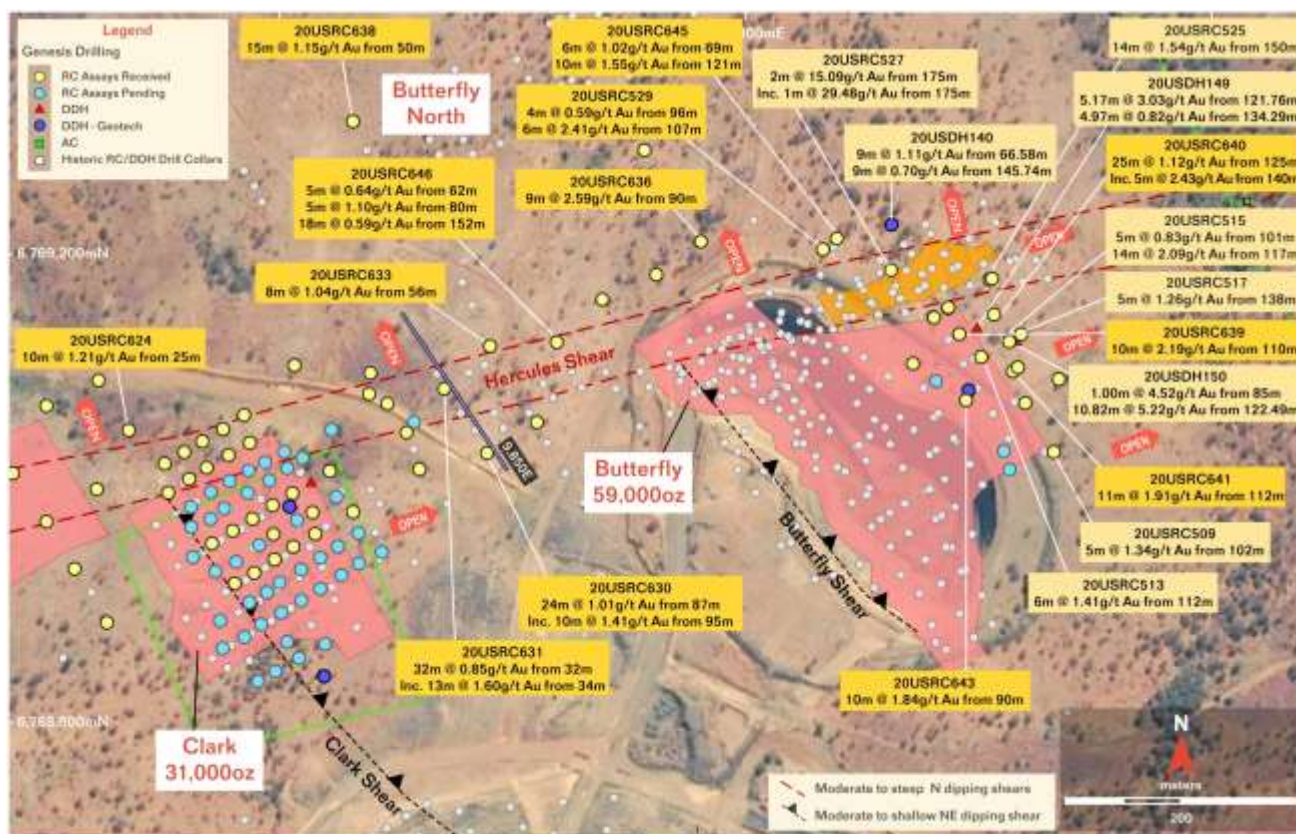 Legend
Genesis Drilling
RC Assays Received
RC Assays Pending
DDH
DDH - Geotech
AC
Historic RC/DDH Drill Collars
20USRC638
15m @ 1.15g/t Au from 50m
Butterfly
North
20USRC645
6m @ 1.02g/t Au from 69m
10m @ 1.55g/t Au from 121m
20USRC529
4m @ 0.59g/t Au from 96m
6m @ 2.41g/t Au from 107m
20USRC527
2m @ 15.09g/t Au from 175m
Inc. 1m @ 29.48g/t Au from 175m
20USDH140
9m @ 1.11g/t Au from 66.58m
9m @ 0.70g/t Au from 145.74m
20USRC525
14m @ 1.54g/t Au from 150m
20USDH149
5.17m @ 3.03g/t Au from 121.76m
4.97m @ 0.82g/t Au from 134.29m
20USRC640
25m @ 1.12g/t Au from 125m
Inc. 5m @ 2.43g/t Au from 140m
20USRC515
5m @ 0.83g/t Au from 101m
14m @ 2.09g/t Au from 117m
20USRC517
5m @ 1.26g/t Au from 138m
20USRC639
10m @ 2.19g/t Au from 110m
20USDH150
1.00m @ 4.52g/t Au from 85m
10.82m @ 5.22g/t Au from 122.49m
20USRC641
11m @ 1.91g/t Au from 112m
20USRC509
5m @ 1.34g/t Au from 102m
20USRC513
6m @ 1.41g/t Au from 112m
20USRC643
10m @ 1.84g/t Au from 90m
20USRC646
5m @ 0.64g/t Au from 62m
5m @ 1.10g/t Au from 80m
18m @ 0.59g/t Au from 152m
20USRC636
9m @ 2.59g/t Au from 90m
6,769,200mN
20USRC633
8m @ 1.04g/t Au from 56m
20USRC624
10m @ 1.21g/t Au from 25m
OPEN
OPEN
OPEN
OPEN
OPEN
OPEN
OPEN
OPEN
Hercules Shear
9,650E
Butterfly
59,000oz
Butterfly Shear
20USRC630
24m @ 1.01g/t Au from 87m
Inc. 10m @ 1.41g/t Au from 95m
20USRC631
32m @ 0.85g/t Au from 32m
Inc. 13m @ 1.60g/t Au from 34m
Clark
31,000oz
Clark Shear
Moderate to steep N dipping shears
Moderate to shallow NE dipping shear
N
meters
200